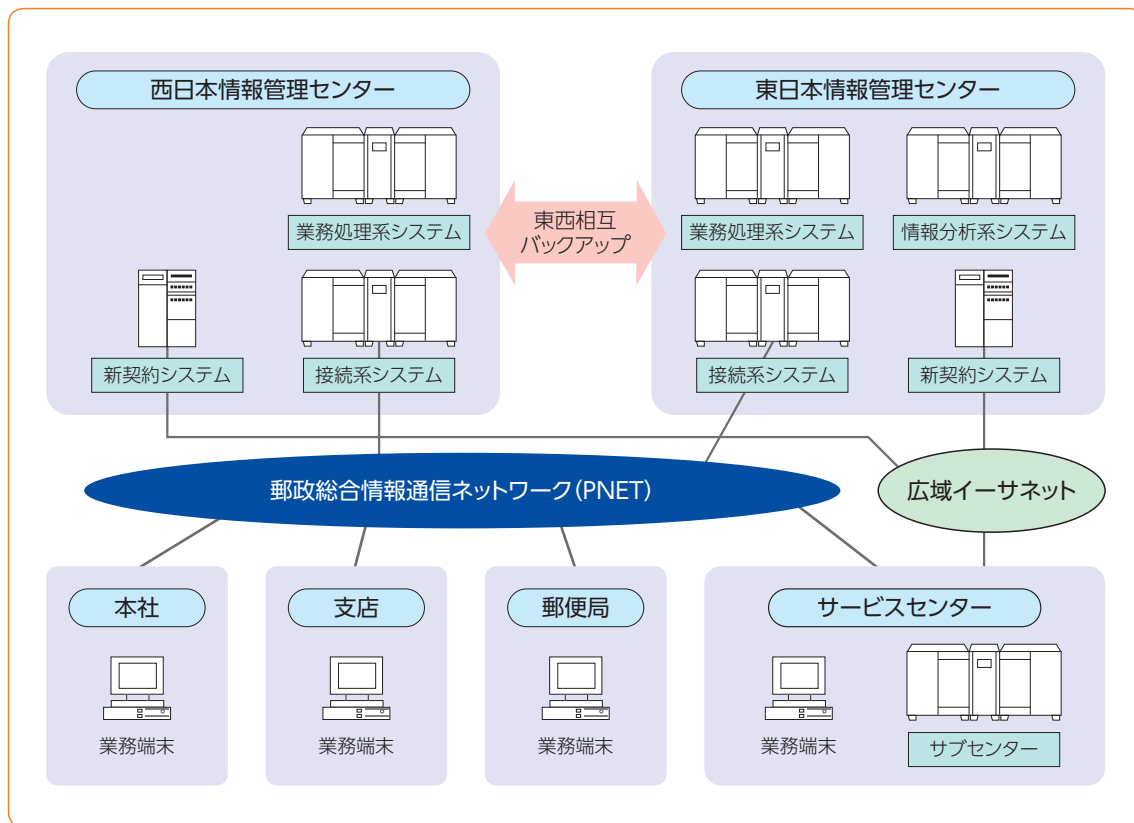 西日本情報管理センター
業務処理系システム
新契約システム
接続系システム
東西相互
バックアップ
東日本情報管理センター
業務処理系システム
情報分析系システム
接続系システム
新契約システム
郵政総合情報通信ネットワーク(PNET)
広域イーサネット
本社
業務端末
支店
業務端末
郵便局
業務端末
サービスセンター
業務端末
サブセンター